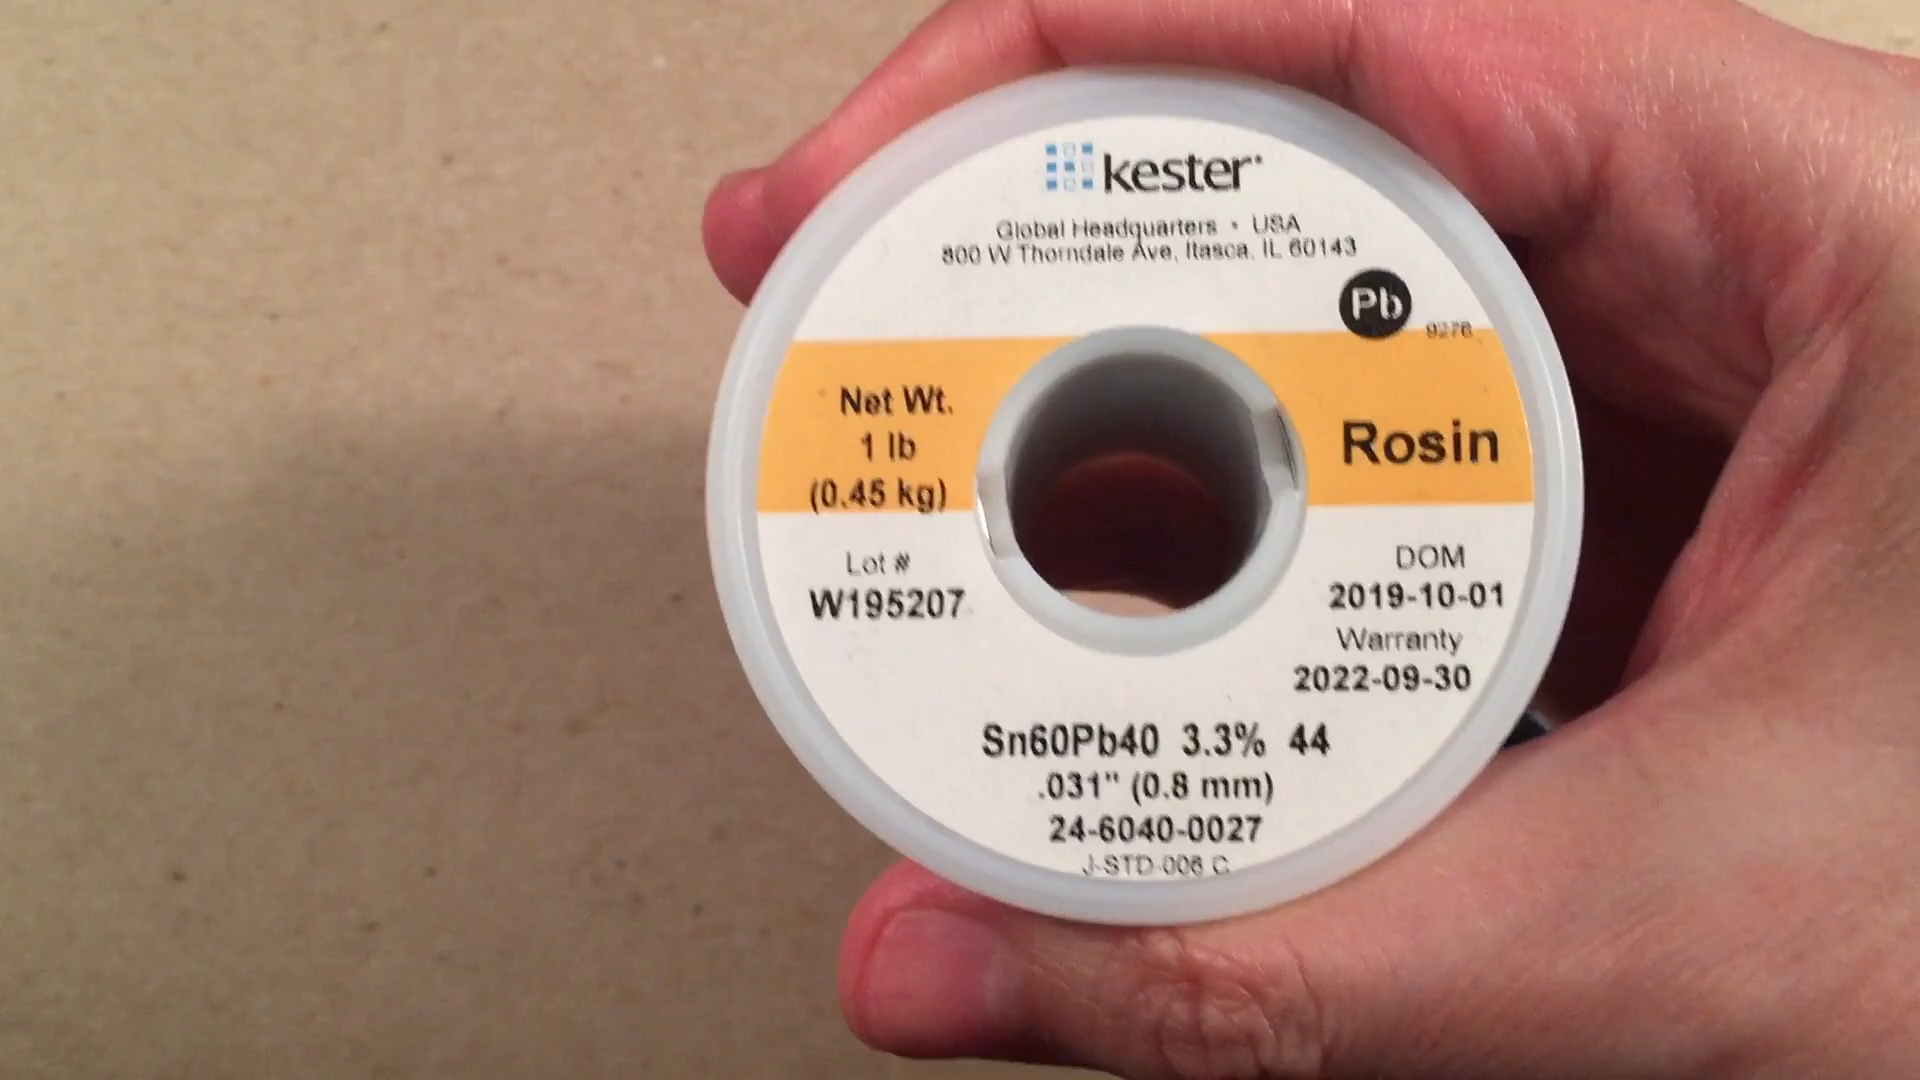 kester
Global Headquarters • USA
800 W Thorndale Ave, Itasca, IL 60143
Pb
9276
Net Wt.
1 lb
(0.45 kg)
Rosin
Lot #
W195207
DOM
2019-10-01
Warranty
2022-09-30
Sn60Pb40 3.3% 44
.031" (0.8 mm)
24-6040-0027
J-STD-006 C